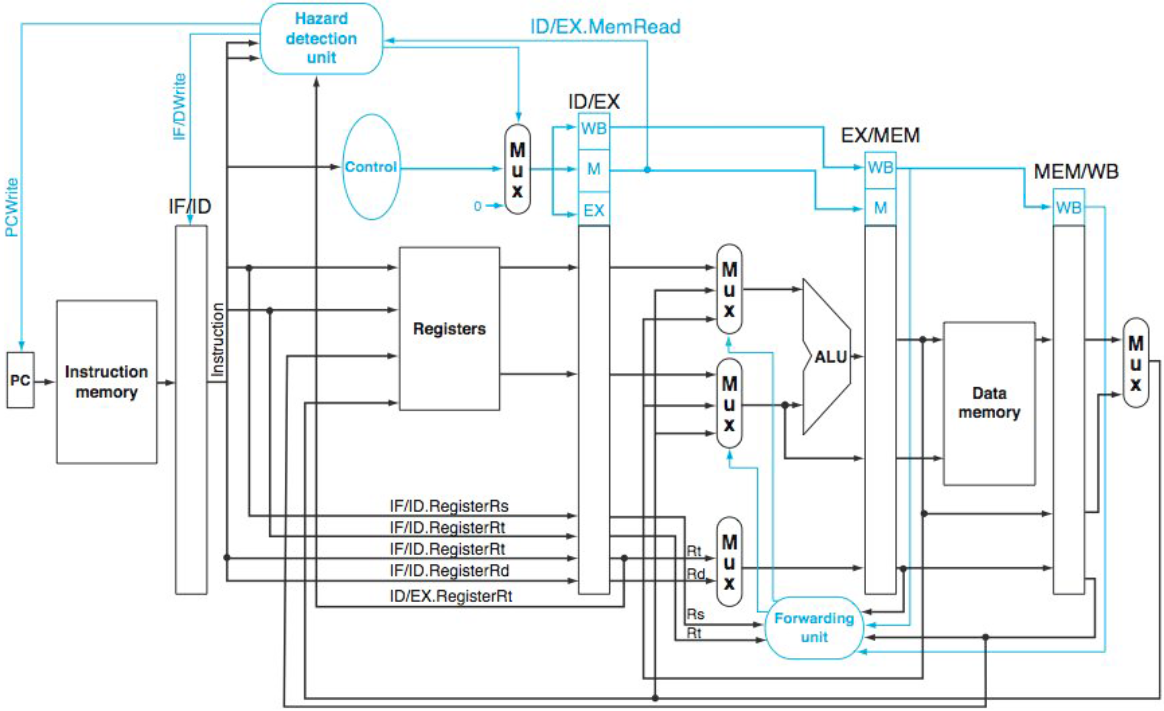 Hazard
detection
unit
ID/EX.MemRead
IF/DWrite
PCWrite
ID/EX
WB
M
EX
Control
M
u
x
0
EX/MEM
WB
M
MEM/WB
WB
IF/ID
Instruction
PC
Instruction
memory
Registers
M
u
x
M
u
x
ALU
Data
memory
M
u
x
IF/ID.RegisterRs
IF/ID.RegisterRt
IF/ID.RegisterRt
IF/ID.RegisterRd
ID/EX.RegisterRt
Rt
Rd
M
u
x
Rs
Rt
Forwarding
unit